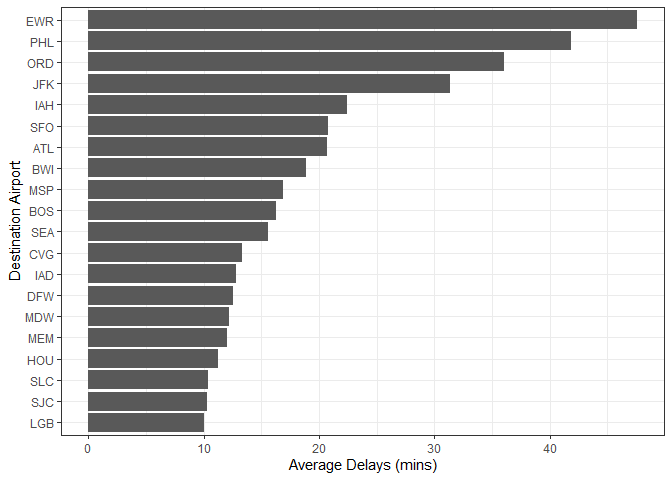 EWR
PHL
ORD
JFK
IAH
SFO
ATL
BWI
MSP
BOS
SEA
CVG
IAD
DFW
MDW
MEM
HOU
SLC
SJC
LGB
Destination Airport
0 10 20 30 40
Average Delays (mins)